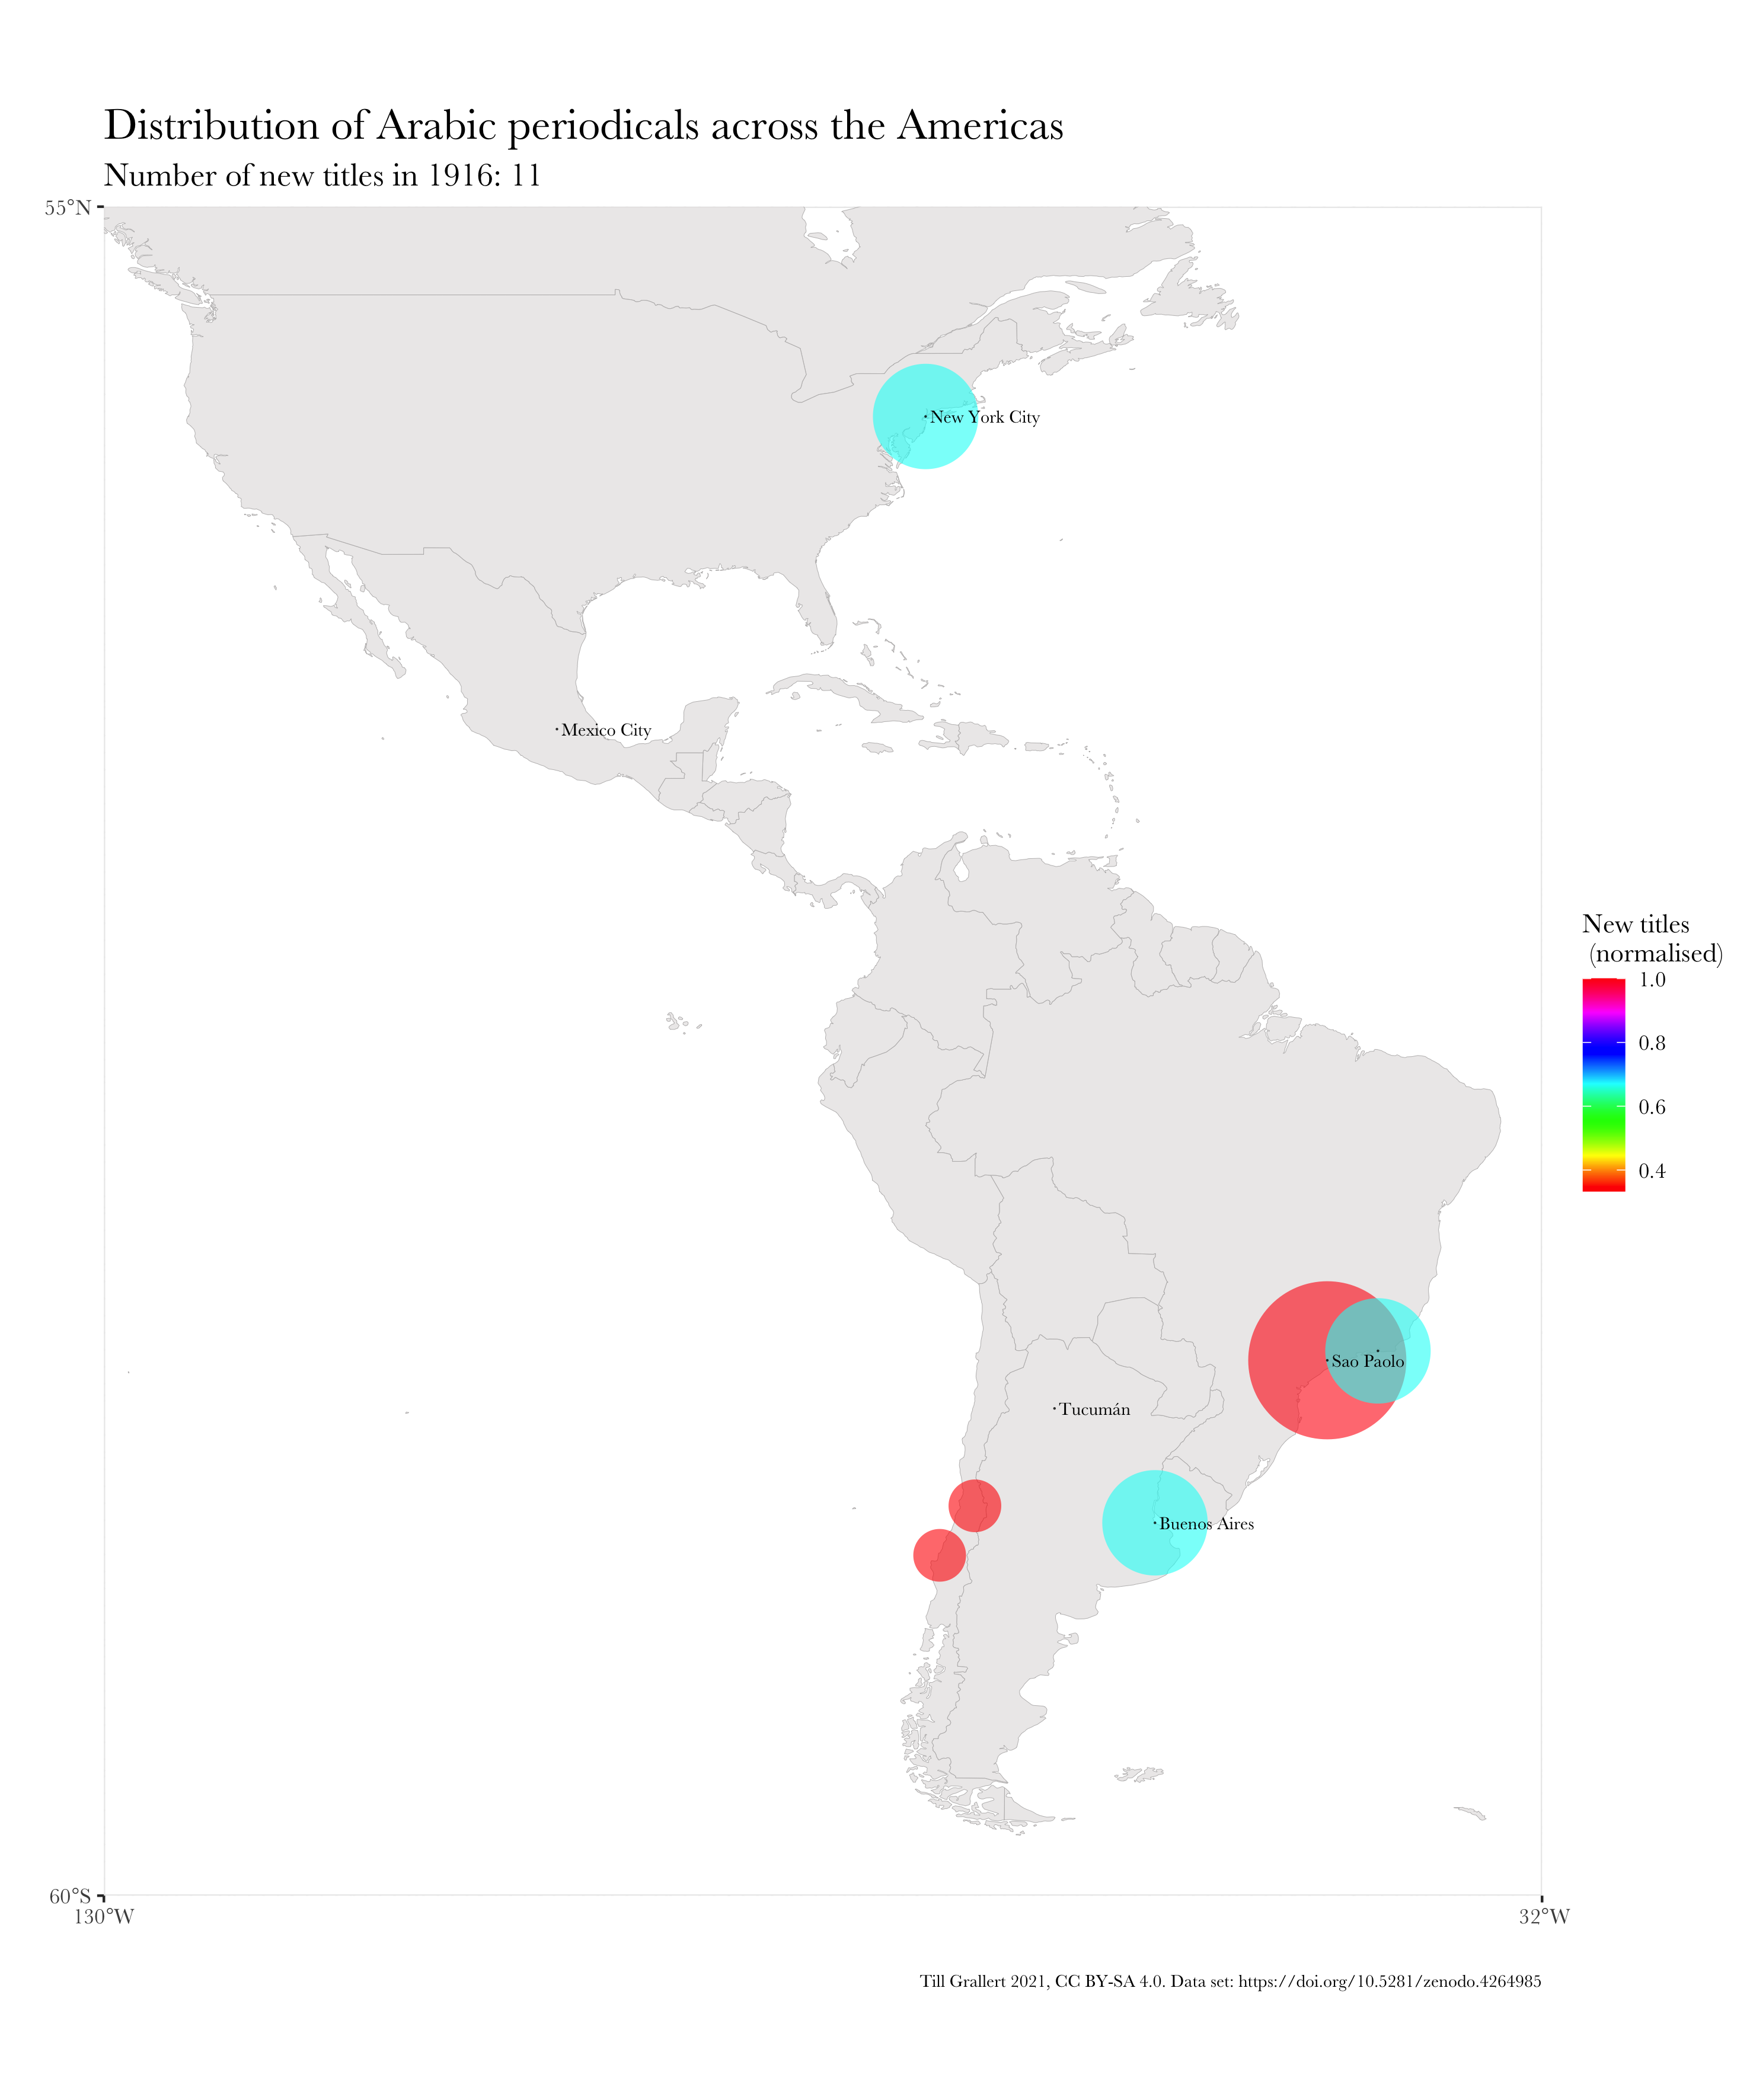 Distribution of Arabic periodicals across the Americas
Number of new titles in 1916: 11
55°N
New York City
Mexico City
New titles
(normalised)
1.0
0.8
0.6
0.4
Sao Paolo
Tucumán
Buenos Aires
60°S
130°W
32°W
Till Grallert 2021, CC BY-SA 4.0. Data set: https://doi.org/10.5281/zenodo.4264985